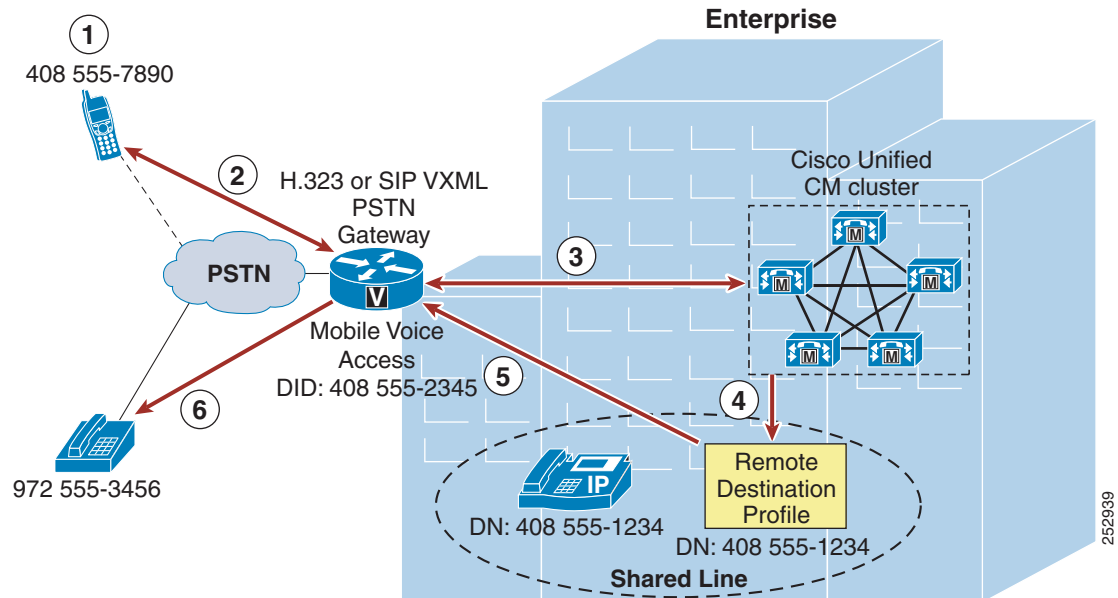 Enterprise
1
408 555-7890
2
H.323 or SIP VXML
PSTN
Gateway
Cisco Unified
CM cluster
M
M
M
M
M
3
PSTN
V
Mobile Voice
Access
DID: 408 555-2345
5
4
6
972 555-3456
IP
DN: 408 555-1234
Remote
Destination
Profile
DN: 408 555-1234
Shared Line
252939